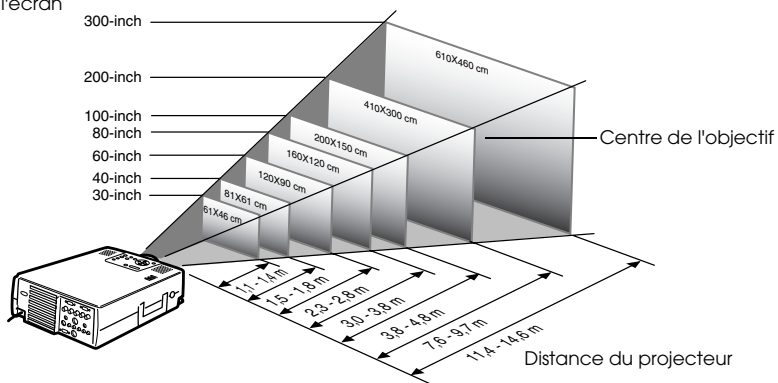 l'écran
300-inch
610X460 cm
200-inch
410X300 cm
100-inch
200X150 cm
80-inch
160X120 cm
Centre de l'objectif
60-inch
120X90 cm
40-inch
81X61 cm
30-inch
61X46 cm
1,1-1,4 m
1,5-1,8 m
2,3-2,8 m
3,0-3,8 m
3,8-4,8 m
7,6-9,7 m
11,4-14,6 m
Distance du projecteur